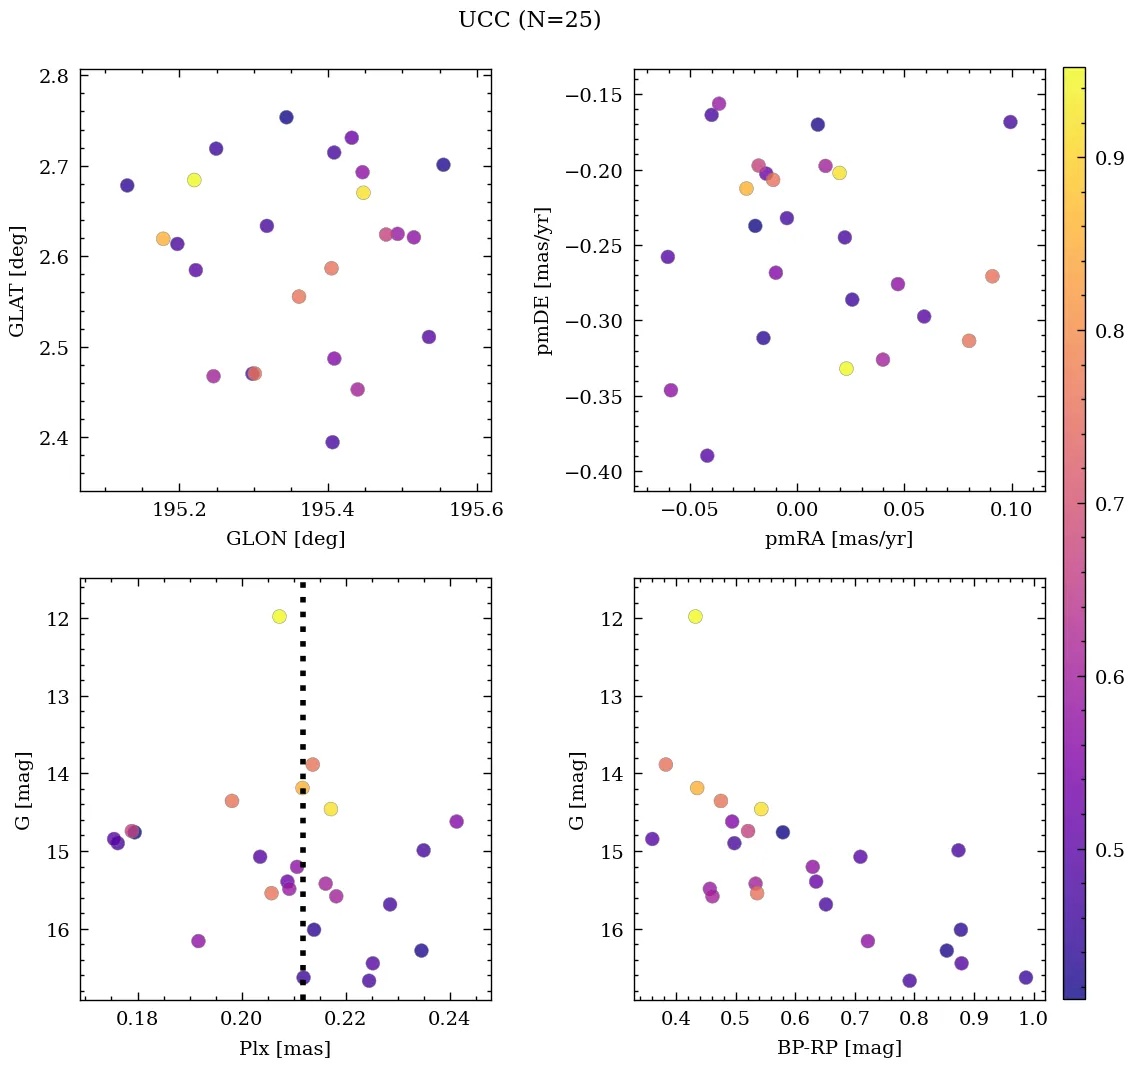 UCC (N=25)
2.8
2.7
2.6
2.5
2.4
GLAT [deg]
195.2 195.4 195.6
GLON [deg]
−0.15
−0.20
−0.25
−0.30
−0.35
−0.40
pmDE [mas/yr]
−0.05 0.00 0.05 0.10
pmRA [mas/yr]
12
13
14
15
16
G [mag]
0.18 0.20 0.22 0.24
Plx [mas]
12
13
14
15
16
G [mag]
0.4 0.5 0.6 0.7 0.8 0.9 1.0
BP-RP [mag]
0.9
0.8
0.7
0.6
0.5